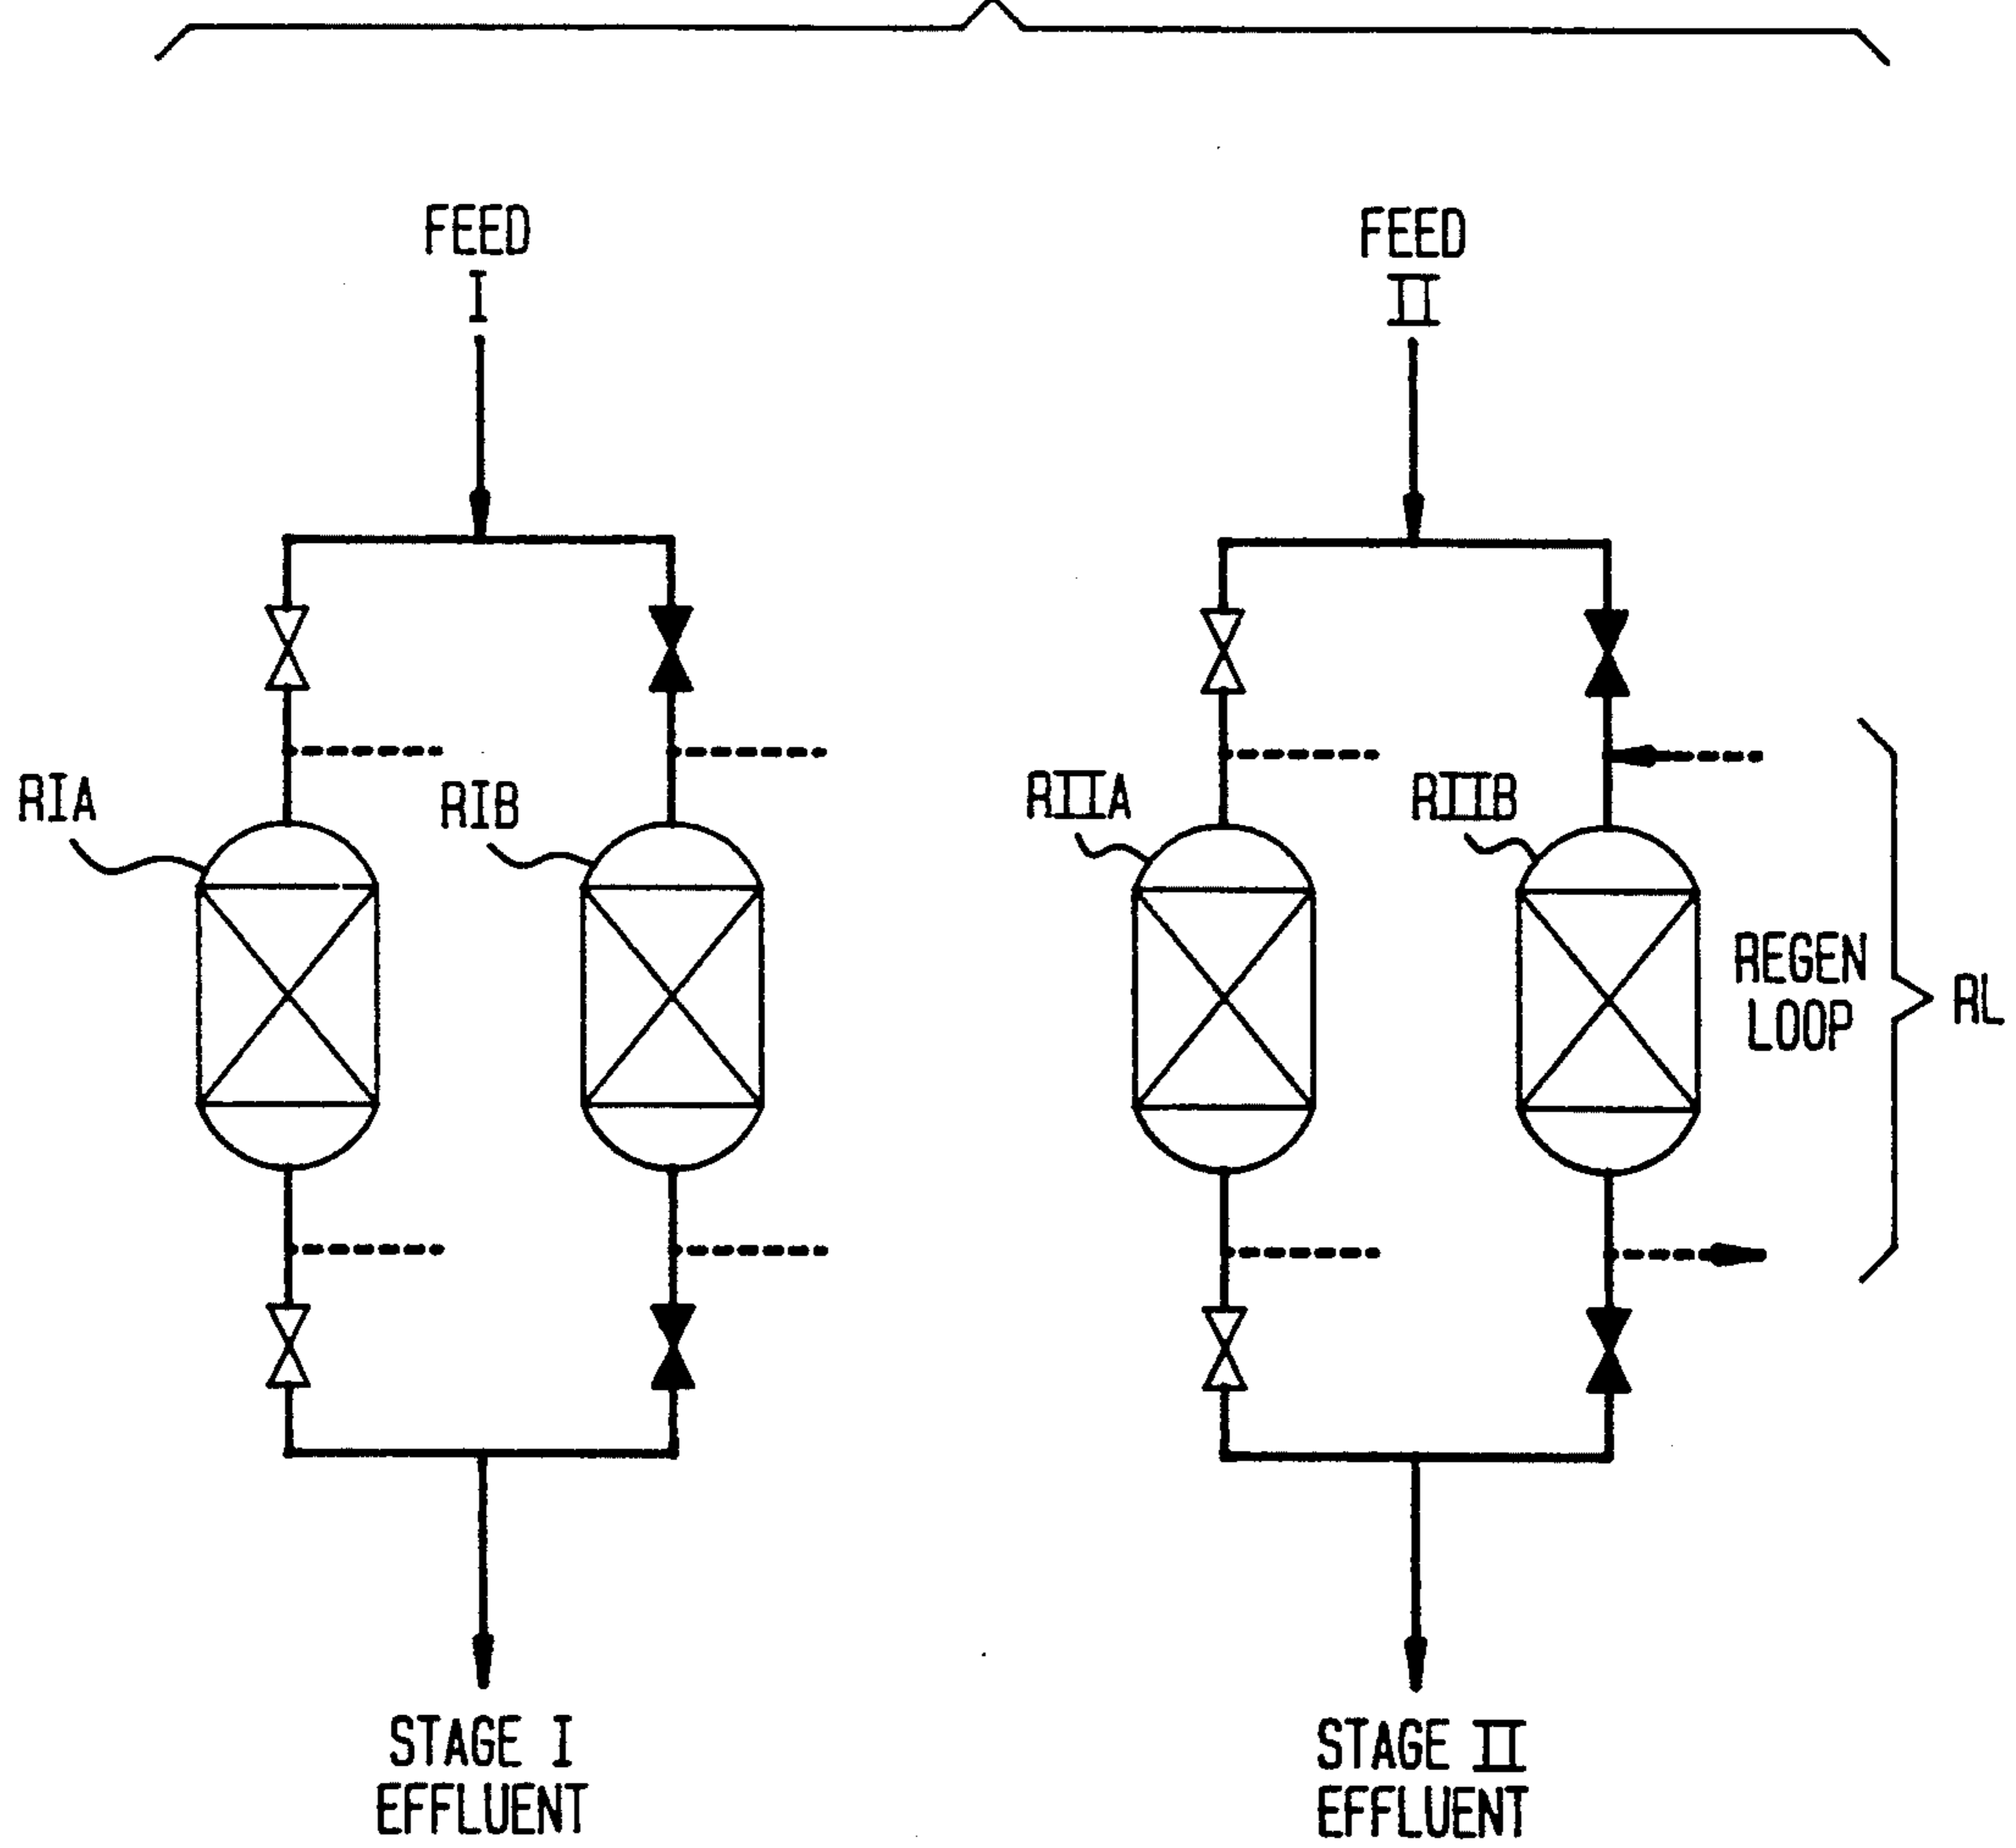 FEED
I
FEED
II
RIA
RIB
RIIA
RIIB
REGEN
LOOP
RL
STAGE I
EFFLUENT
STAGE II
EFFLUENT